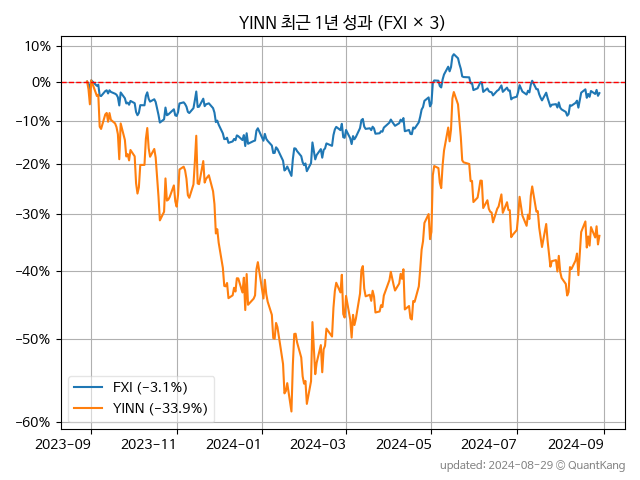 YINN 최근 1년 성과 (FXI × 3)
10%
0%
−10%
−20%
−30%
−40%
−50%
−60%
FXI (−3.1%)
YINN (−33.9%)
2023−09 2023−11 2024−01 2024−03 2024−05 2024−07 2024−09
updated: 2024-08-29 © QuantKang